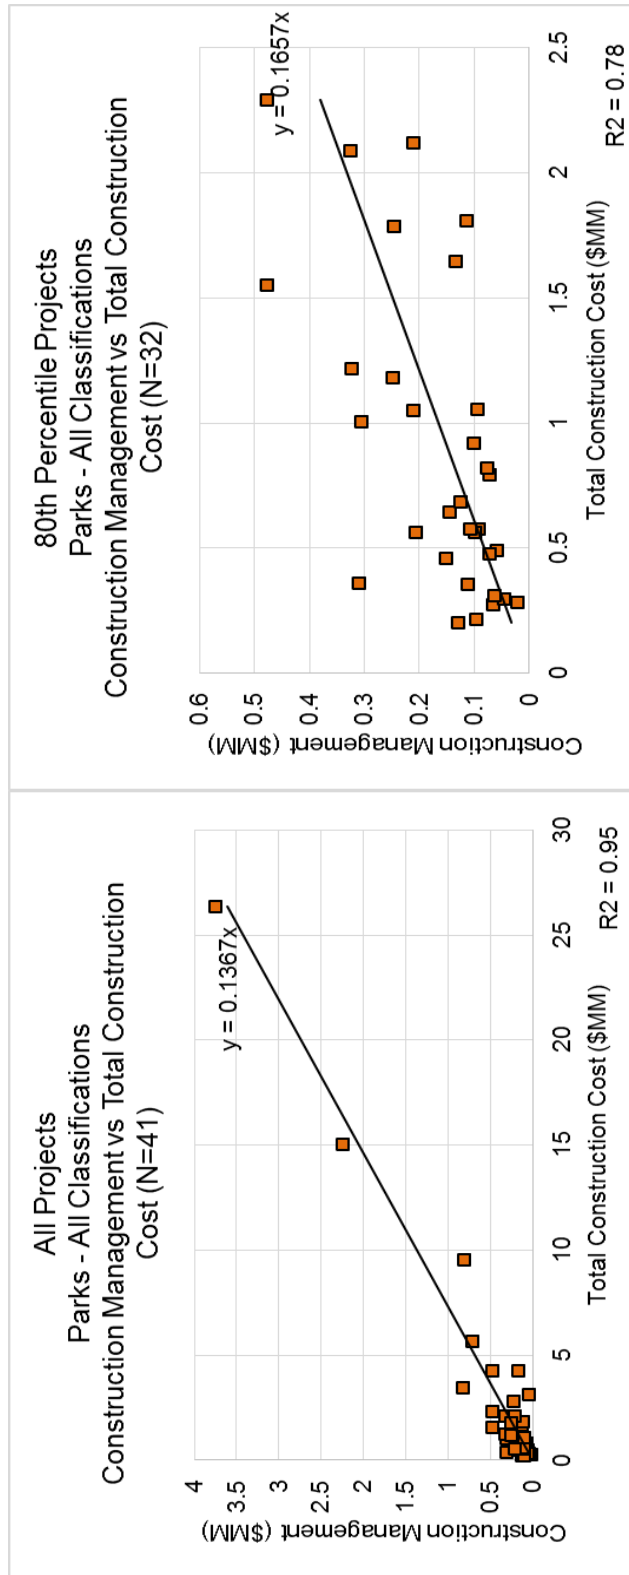 All Projects
Parks - All Classifications
Construction Management vs Total Construction
Cost (N=41)
Construction Management ($MM)
4
3.5
3
2.5
2
1.5
1
0.5
0
y = 0.1367x
0
5
10
15
20
25
30
Total Construction Cost ($MM)
R2 = 0.95
80th Percentile Projects
Parks - All Classifications
Construction Management vs Total Construction
Cost (N=32)
Construction Management ($MM)
0.6
0.5
0.4
0.3
0.2
0.1
0
y = 0.1657x
0
0.5
1
1.5
2
2.5
Total Construction Cost ($MM)
R2 = 0.78